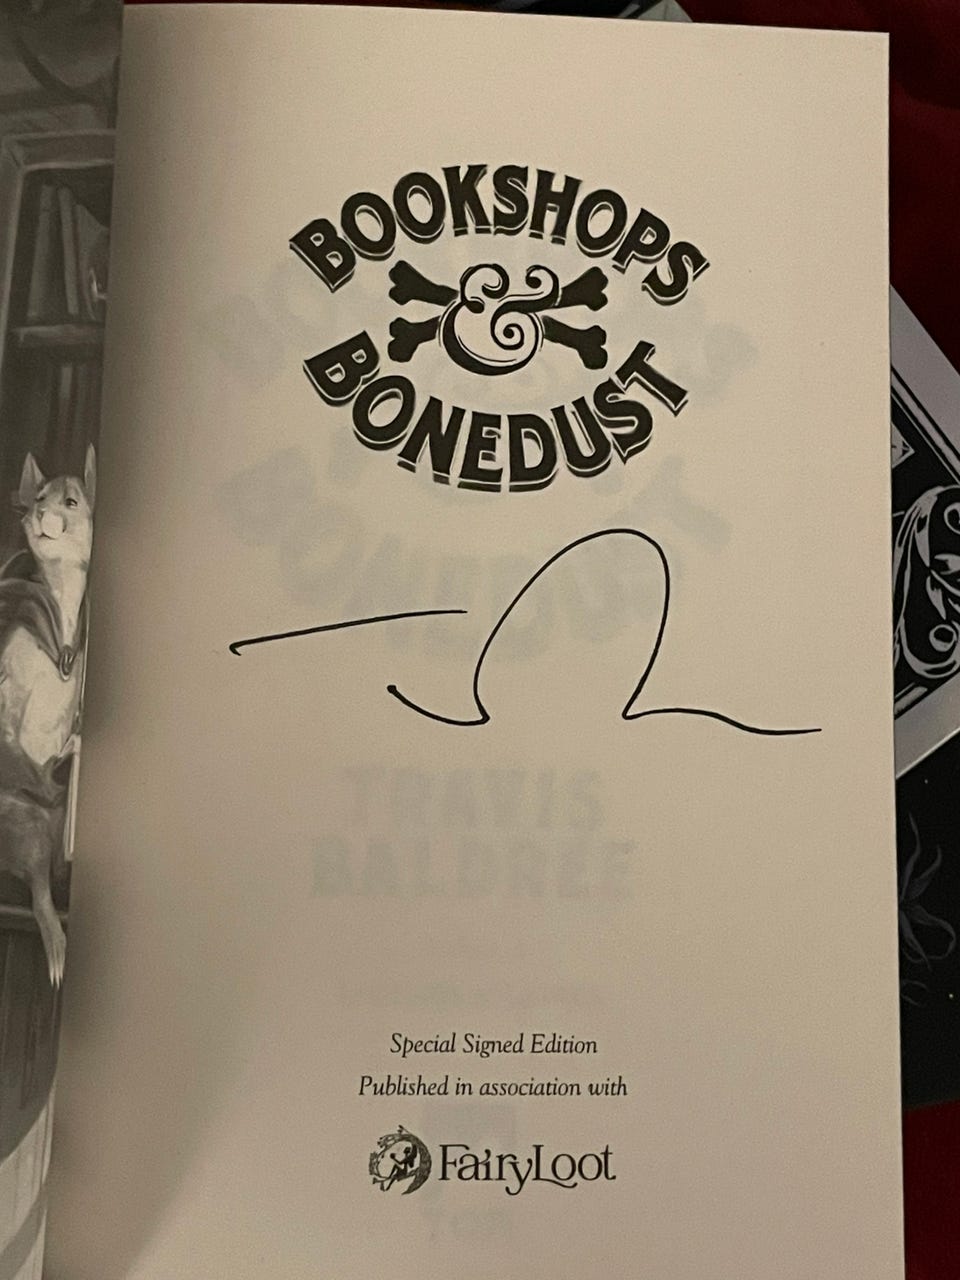 BOOKSHOPS
&
BONEDUST
TRAVIS
BALDREE
Special Signed Edition
Published in association with
FairyLoot